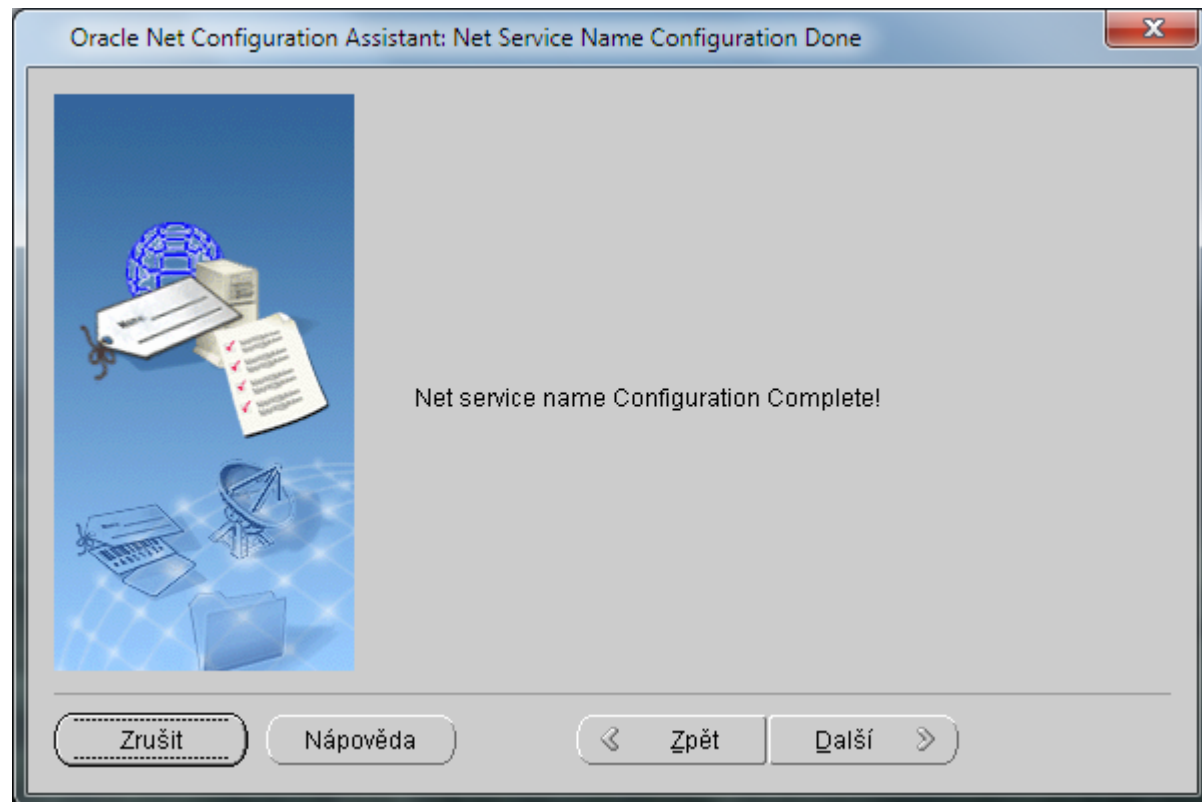 Oracle Net Configuration Assistant: Net Service Name Configuration Done
Net service name Configuration Complete!
Zrušit
Nápověda
Zpět
Další